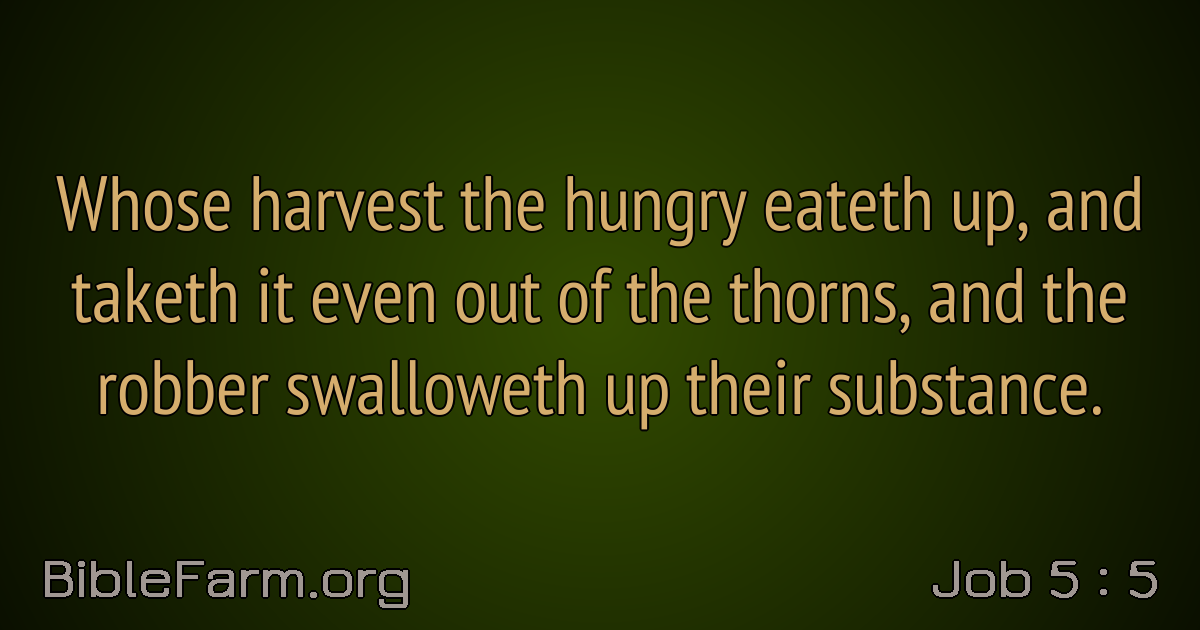 Whose harvest the hungry eateth up, and
taketh it even out of the thorns, and the
robber swalloweth up their substance.
BibleFarm.org
Job 5 : 5